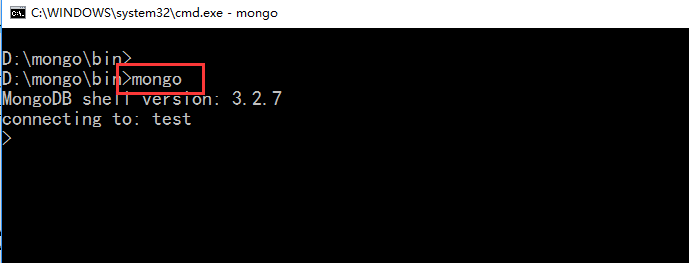 C:\WINDOWS\system32\cmd.exe - mongo
D:\mongo\bin>
D:\mongo\bin>mongo
MongoDB shell version: 3.2.7
connecting to: test
>